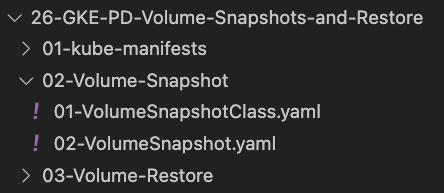 26-GKE-PD-Volume-Snapshots-and-Restore
01-kube-manifests
02-Volume-Snapshot
! 01-VolumeSnapshotClass.yaml
! 02-VolumeSnapshot.yaml
03-Volume-Restore